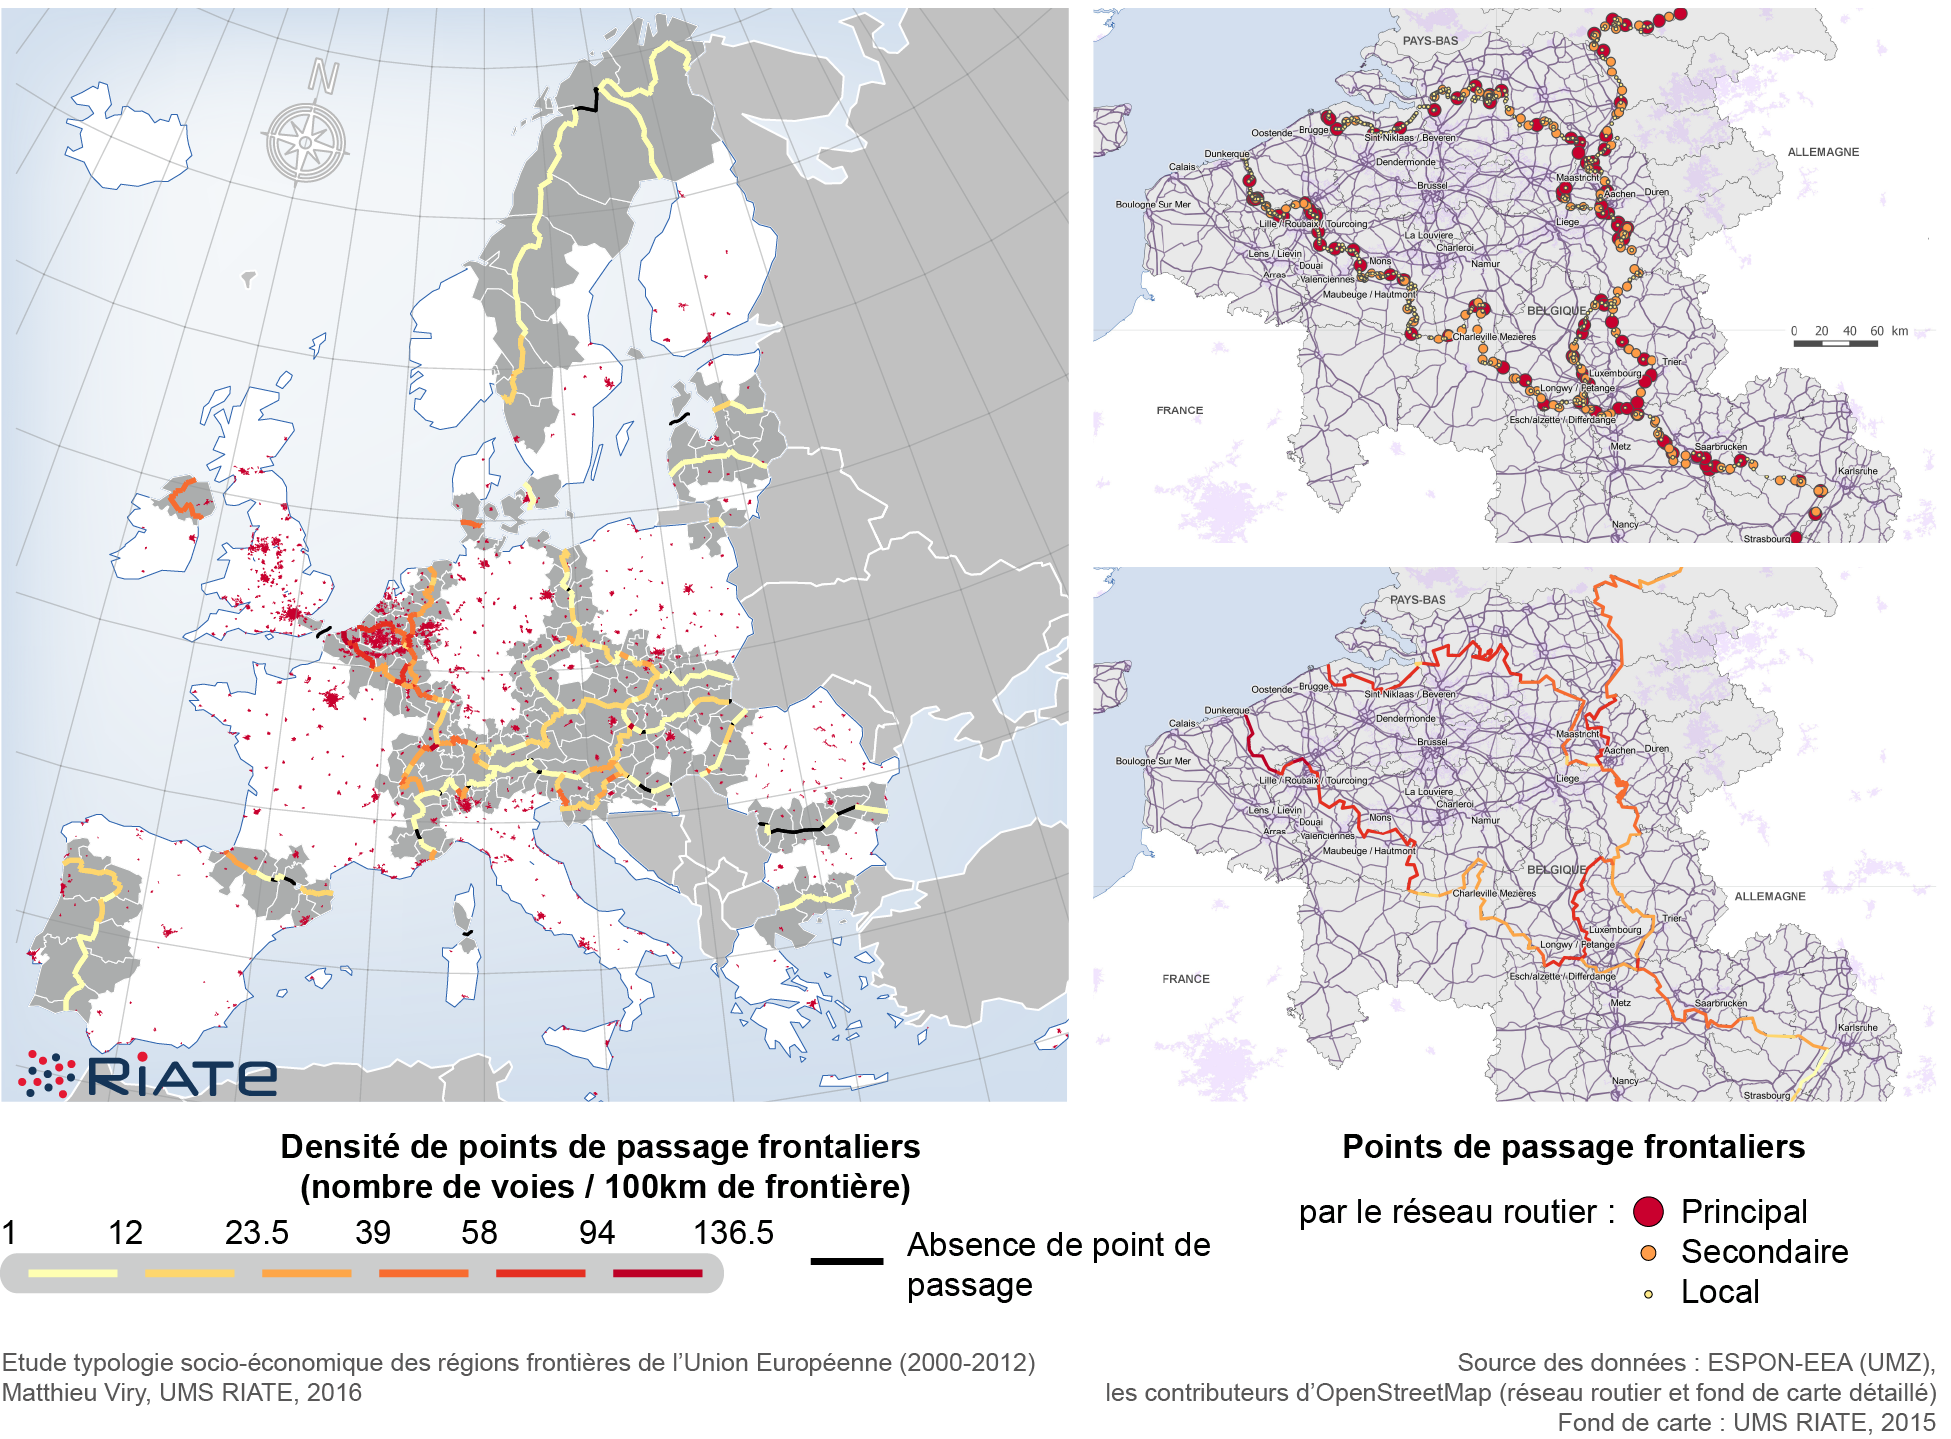 N
RIATE
PAYS-BAS
ALLEMAGNE
Oostende
Brugge
Sint-Niklaas / Beveren
Dunkerque
Dendermonde
Calais
Maastricht
Brussel
Aachen
Duren
Boulogne Sur Mer
Lille / Roubaix / Tourcoing
Liege
La Louviere
Charleroi
Lens / Lievin
Mons
Namur
Douai
Arras
Valenciennes
Maubeuge / Hautmont
BELGIQUE
Charleville Mezieres
0 20 40 60 km
Trier
Luxembourg
Longwy / Petange
FRANCE
Esch/alzette / Differdange
Metz
Saarbrucken
Karlsruhe
Nancy
Strasbourg
PAYS-BAS
Oostende
Brugge
Sint-Niklaas / Beveren
Dunkerque
Dendermonde
Calais
Maastricht
Brussel
Aachen
Duren
Boulogne Sur Mer
Lille / Roubaix / Tourcoing
Liege
La Louviere
Charleroi
Lens / Lievin
Mons
Namur
Douai
Arras
Valenciennes
Maubeuge / Hautmont
BELGIQUE
Charleville Mezieres
ALLEMAGNE
Trier
Luxembourg
Longwy / Petange
FRANCE
Esch/alzette / Differdange
Metz
Saarbrucken
Karlsruhe
Nancy
Strasbourg
Densité de points de passage frontaliers
(nombre de voies / 100km de frontière)
1 12 23.5 39 58 94 136.5
Absence de point de
passage
Points de passage frontaliers
par le réseau routier :
Principal
Secondaire
Local
Etude typologie socio-économique des régions frontières de l’Union Européenne (2000-2012)
Matthieu Viry, UMS RIATE, 2016
Source des données : ESPON-EEA (UMZ),
les contributeurs d’OpenStreetMap (réseau routier et fond de carte détaillé)
Fond de carte : UMS RIATE, 2015